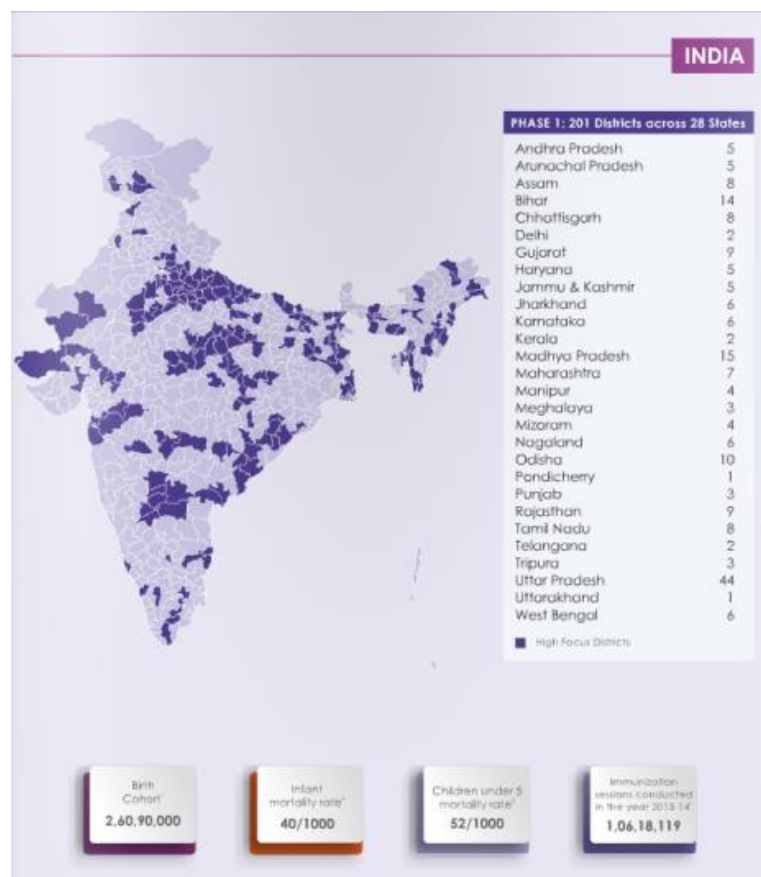 INDIA
PHASE 1: 201 Districts across 28 States
Andhra Pradesh 5
Arunachal Pradesh 5
Assam 8
Bihar 14
Chhattisgarh 8
Delhi 2
Gujarat 9
Haryana 5
Jammu & Kashmir 5
Jharkhand 6
Karnataka 6
Kerala 2
Madhya Pradesh 15
Maharashtra 7
Manipur 4
Meghalaya 3
Mizoram 4
Nagaland 6
Odisha 10
Pondicherry 1
Punjab 3
Rajasthan 9
Tamil Nadu 8
Telangana 2
Tripura 3
Uttar Pradesh 44
Uttarakhand 1
West Bengal 6
High Focus Districts
Birth
Cohort
2,60,90,000
Infant
mortality rate
40/1000
Children under 5
mortality rate
52/1000
Immunization
sessions conducted
in the year 2013-14
1,06,18,119